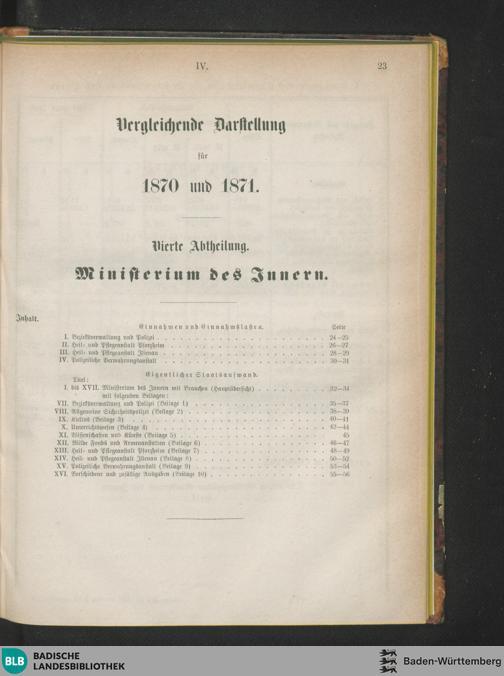 IV.
23
Vergleichende Darstellung
für
1870 und 1871.
Vierte Abtheilung.
Ministerium des Innern.
Inhalt.
Einnahmen und Einnahmslasten. Seite
I. Bezirksverwaltung und Polizei 24—25
II. Heil- und Pflegeanstalt Pforzheim 26—27
III. Heil- und Pflegeanstalt Illenau 28—29
IV. Polizeiliche Verwahrungsanstalt 30—31
Eigentlicher Staatsaufwand.
Titel:
I. bis XVII. Ministerium des Innern mit Branchen (Hauptübersicht) 32—34
mit folgenden Beilagen:
VII. Bezirksverwaltung und Polizei (Beilage 1) 35—37
VIII. Allgemeine Sicherheitspolizei (Beilage 2) 38—39
IX. Kultus (Beilage 3) 40—41
X. Unterrichtswesen (Beilage 4) 42—44
XI. Wissenschaften und Künste (Beilage 5) 45
XII. Milde Fonds und Armenanstalten (Beilage 6) 46—47
XIII. Heil- und Pflegeanstalt Pforzheim (Beilage 7) 48—49
XIV. Heil- und Pflegeanstalt Illenau (Beilage 8) 50—52
XV. Polizeiliche Verwahrungsanstalt (Beilage 9) 53—54
XVI. Verschiedene und zufällige Ausgaben (Beilage 10) 55—56
BLB
BADISCHE
LANDESBIBLIOTHEK
Baden-Württemberg